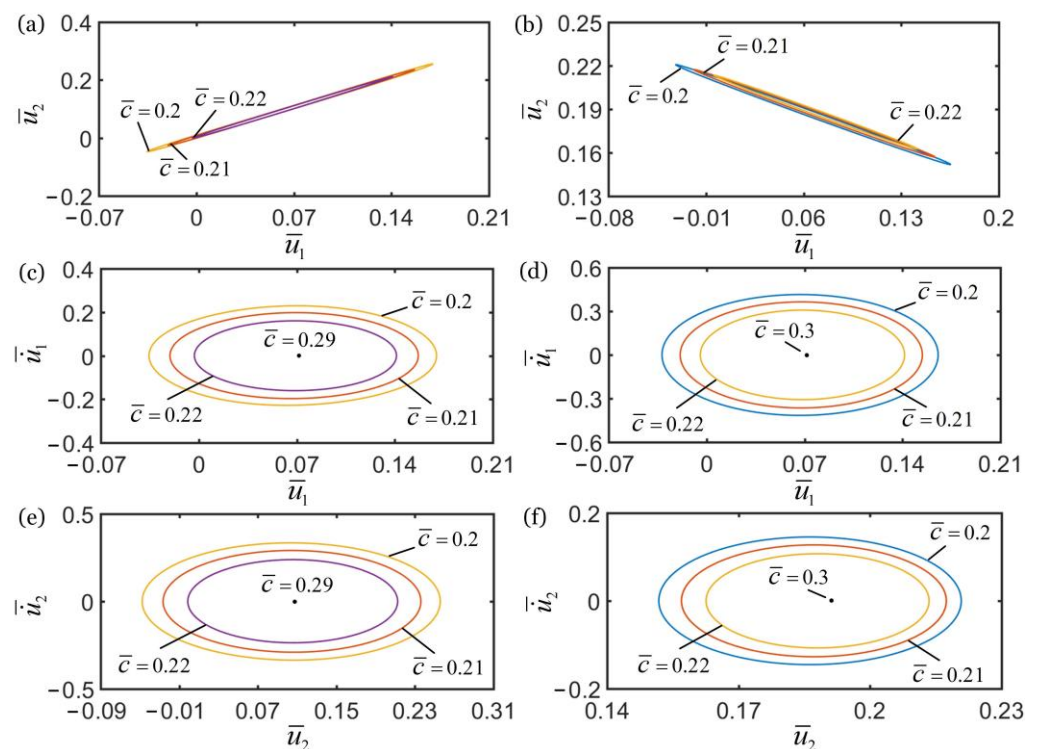 (a)
0.4
0.2
0
−0.2
u̅₂
c̅ = 0.2
c̅ = 0.22
c̅ = 0.21
−0.07 0 0.07 0.14 0.21
u̅₁
(b)
0.25
0.22
0.19
0.16
0.13
u̅₂
c̅ = 0.21
c̅ = 0.2
c̅ = 0.22
−0.08 −0.01 0.06 0.13 0.2
u̅₁
(c)
0.4
0.2
0
−0.2
−0.4
u̅̇₁
c̅ = 0.2
c̅ = 0.29
c̅ = 0.22
c̅ = 0.21
−0.07 0 0.07 0.14 0.21
u̅₁
(d)
0.6
0.3
0
−0.3
−0.6
u̅̇₁
c̅ = 0.2
c̅ = 0.3
c̅ = 0.22
c̅ = 0.21
−0.07 0 0.07 0.14 0.21
u̅₁
(e)
0.5
0
−0.5
u̅̇₂
c̅ = 0.2
c̅ = 0.29
c̅ = 0.22
c̅ = 0.21
−0.09 −0.01 0.07 0.15 0.23 0.31
u̅₂
(f)
0.2
0.1
0
−0.1
−0.2
u̅̇₂
c̅ = 0.2
c̅ = 0.3
c̅ = 0.22
c̅ = 0.21
0.14 0.17 0.2 0.23
u̅₂